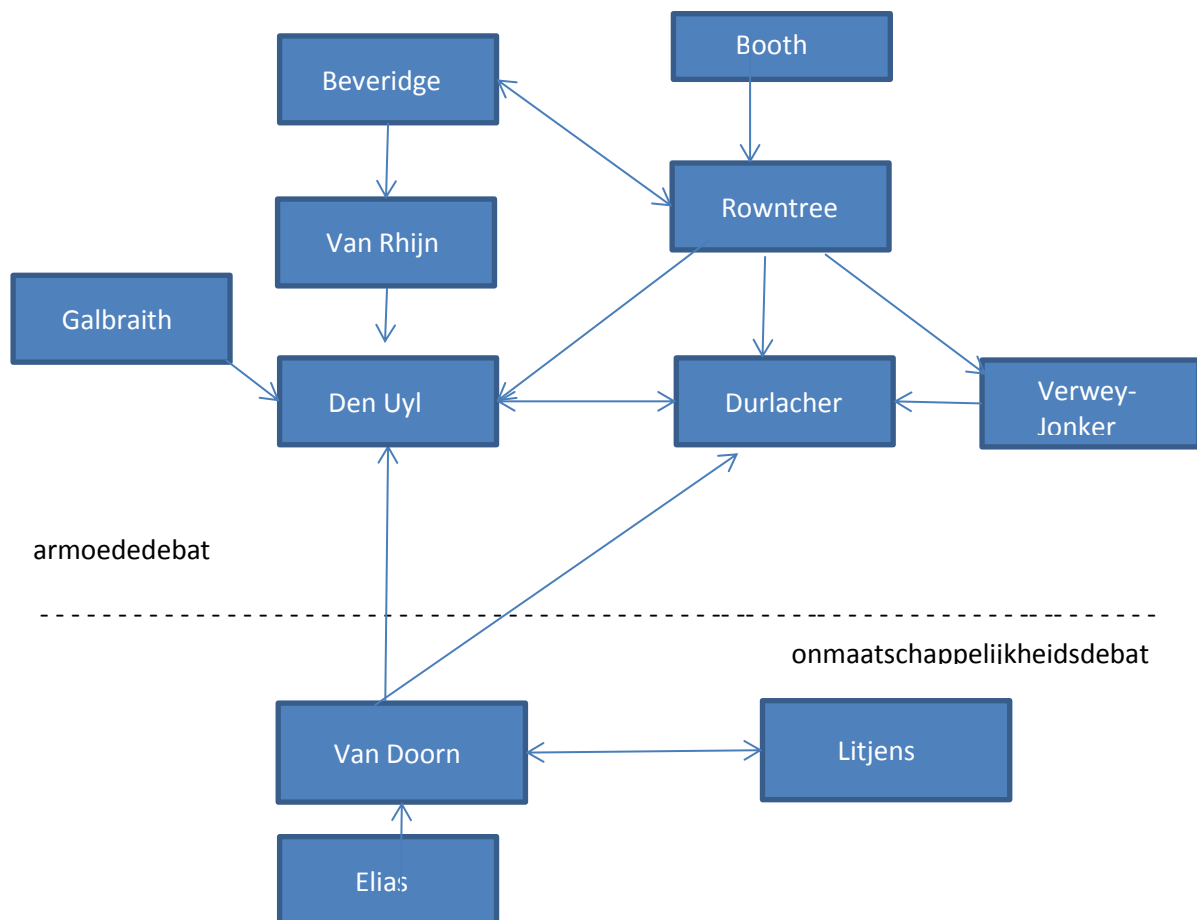 Booth
Beveridge
Rowntree
Van Rhijn
Galbraith
Den Uyl
Durlacher
Verwey-
Jonker
armoededebat
onmaatschappelijkheidsdebat
Van Doorn
Litjens
Elias